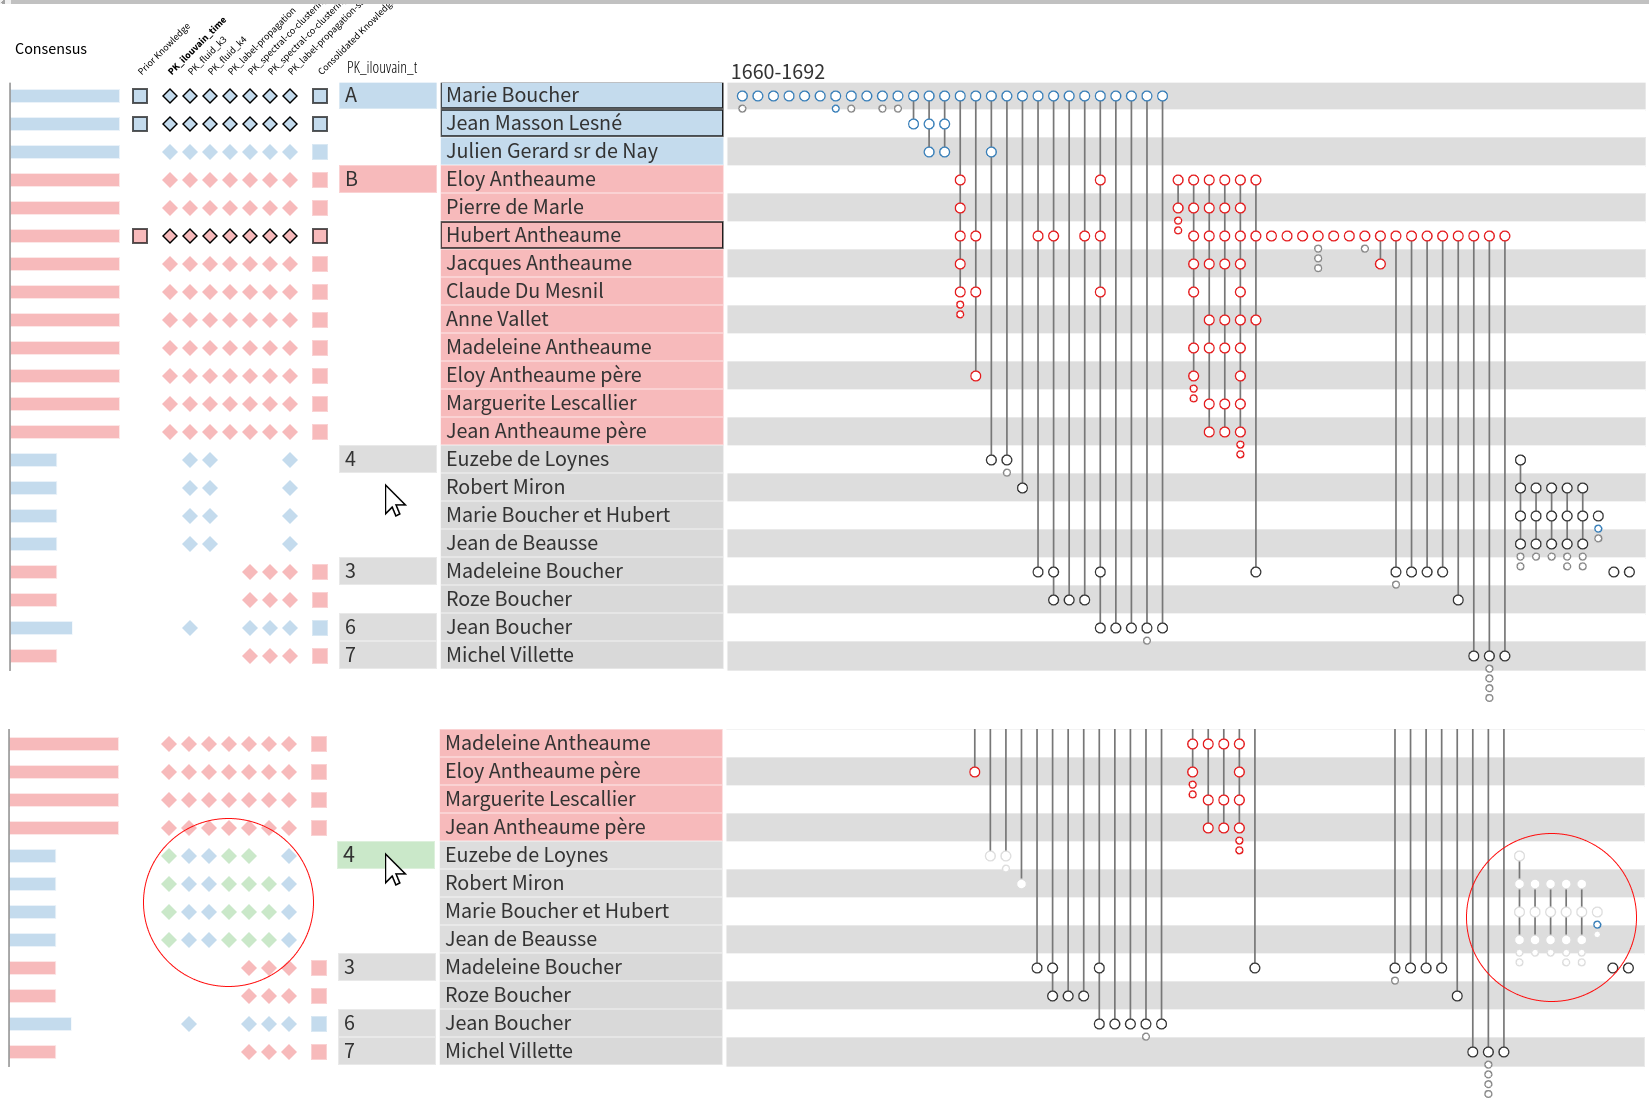 Consensus
Prior Knowledge
PK_ilouvain_time
PK_fluid_k3
PK_fluid_k4
PK_label-propagation
PK_spectral-co-clusterin
PK_spectral-co-clusterin
PK_label-propagation-s
Consolidated Knowledg
PK_ilouvain_t
1660-1692
A Marie Boucher
Jean Masson Lesné
Julien Gerard sr de Nay
B Eloy Antheaume
Pierre de Marle
Hubert Antheaume
Jacques Antheaume
Claude Du Mesnil
Anne Vallet
Madeleine Antheaume
Eloy Antheaume père
Marguerite Lescallier
Jean Antheaume père
4 Euzebe de Loynes
Robert Miron
Marie Boucher et Hubert
Jean de Beausse
3 Madeleine Boucher
Roze Boucher
6 Jean Boucher
7 Michel Villette
Madeleine Antheaume
Eloy Antheaume père
Marguerite Lescallier
Jean Antheaume père
4 Euzebe de Loynes
Robert Miron
Marie Boucher et Hubert
Jean de Beausse
3 Madeleine Boucher
Roze Boucher
6 Jean Boucher
7 Michel Villette